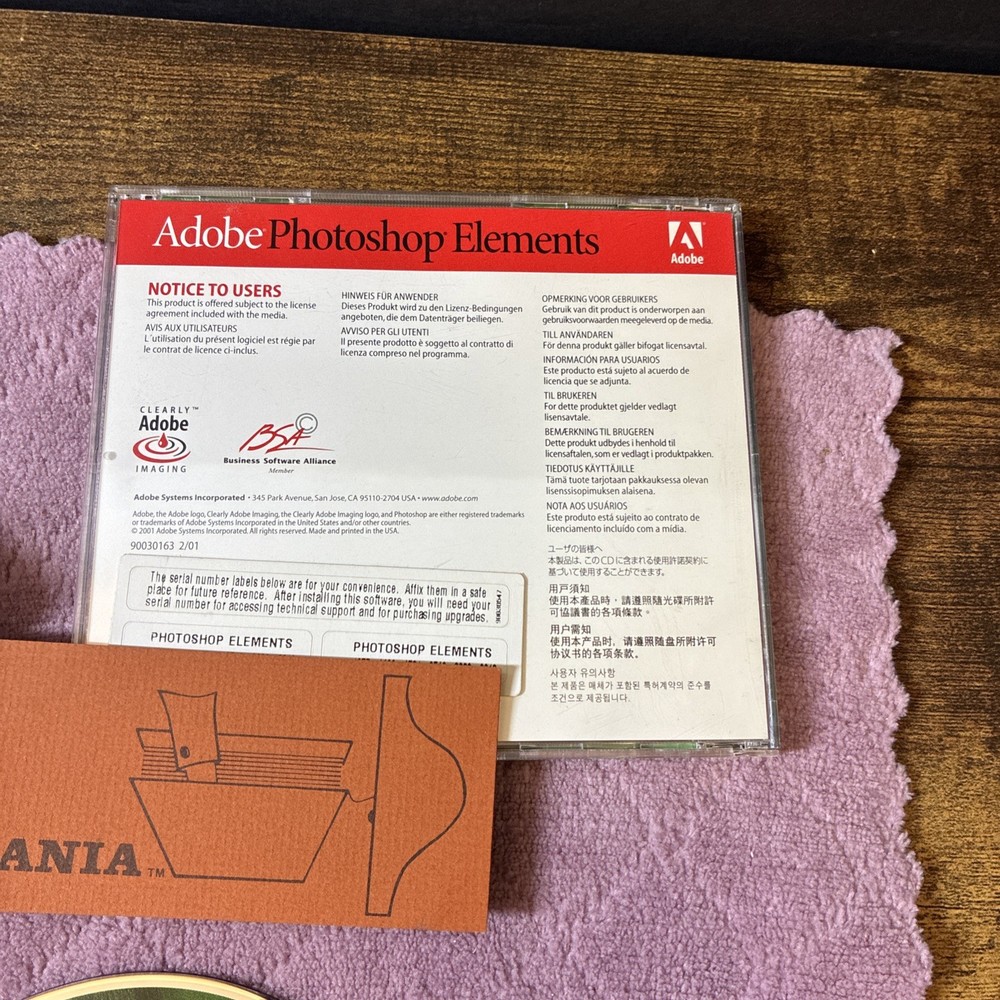 Adobe® Photoshop® Elements
Adobe
NOTICE TO USERS
This product is offered subject to the license
agreement included with the media.
AVIS AUX UTILISATEURS
L´utilisation du présent logiciel est régie par
le contrat de licence ci-inclus.
HINWEIS FÜR ANWENDER
Dieses Produkt wird zu den Lizenz-Bedingungen
angeboten, die dem Datenträger beiliegen.
AVVISO PER GLI UTENTI
Il presente prodotto è soggetto al contratto di
licenza compreso nel programma.
OPMERKING VOOR GEBRUIKERS
Gebruik van dit product is onderworpen aan
gebruiksvoorwaarden meegeleverd op de media.
TILL ANVÄNDAREN
För denna produkt gäller bifogat licensavtal.
INFORMACIÓN PARA USUARIOS
Este producto está sujeto al acuerdo de
licencia que se adjunta.
TIL BRUKEREN
For dette produktet gjelder vedlagt
lisensavtale.
BEMÆRKNING TIL BRUGEREN
Dette produkt udbydes i henhold til
licensaftalen, som er vedlagt i produktpakken.
TIEDOTUS KÄYTTÄJILLE
Tämä tuote tarjotaan pakkauksessa olevan
lisenssisopimuksen alaisena.
NOTA AOS USUÁRIOS
Este produto está sujeito ao contrato de
licenciamento incluído com a mídia.
ユーザの皆様へ
本製品は、このCDに含まれる使用許諾契約に
基づいて使用することができます。
用戶須知
使用本產品時，請遵照隨光碟所附許
可協議書的各項條款。
用户需知
使用本产品时，请遵照随盘所附许可
协议书的各项条款。
사용자 유의사항
본 제품은 매체가 포함된 특허계약의 준수를
조건으로 제공됩니다.
CLEARLY™
Adobe
IMAGING
BSA
Business Software Alliance
Member
Adobe Systems Incorporated • 345 Park Avenue, San Jose, CA 95110-2704 USA • www.adobe.com
Adobe, the Adobe logo, Clearly Adobe Imaging, the Clearly Adobe Imaging logo, and Photoshop are either registered trademarks
or trademarks of Adobe Systems Incorporated in the United States and/or other countries.
© 2001 Adobe Systems Incorporated. All rights reserved. Made and printed in the USA.
90030163 2/01
The serial number labels below are for your convenience. Affix them in a safe
place for future reference. After installing this software, you will need your
serial number for accessing technical support and for purchasing upgrades.
PHOTOSHOP ELEMENTS
PHOTOSHOP ELEMENTS
ANIA™